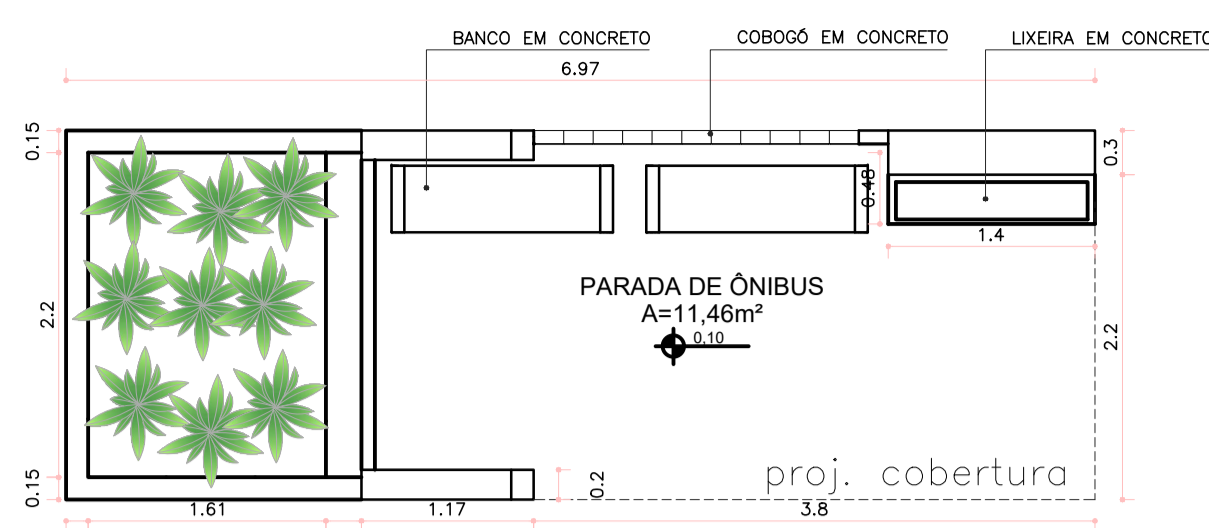 BANCO EM CONCRETO
COBOGÓ EM CONCRETO
LIXEIRA EM CONCRETO
6.97
0.15
0.3
0.48
1.4
PARADA DE ÔNIBUS
A=11,46m²
0,10
2.2
2.2
proj. cobertura
0.15
0.2
1.61
1.17
3.8